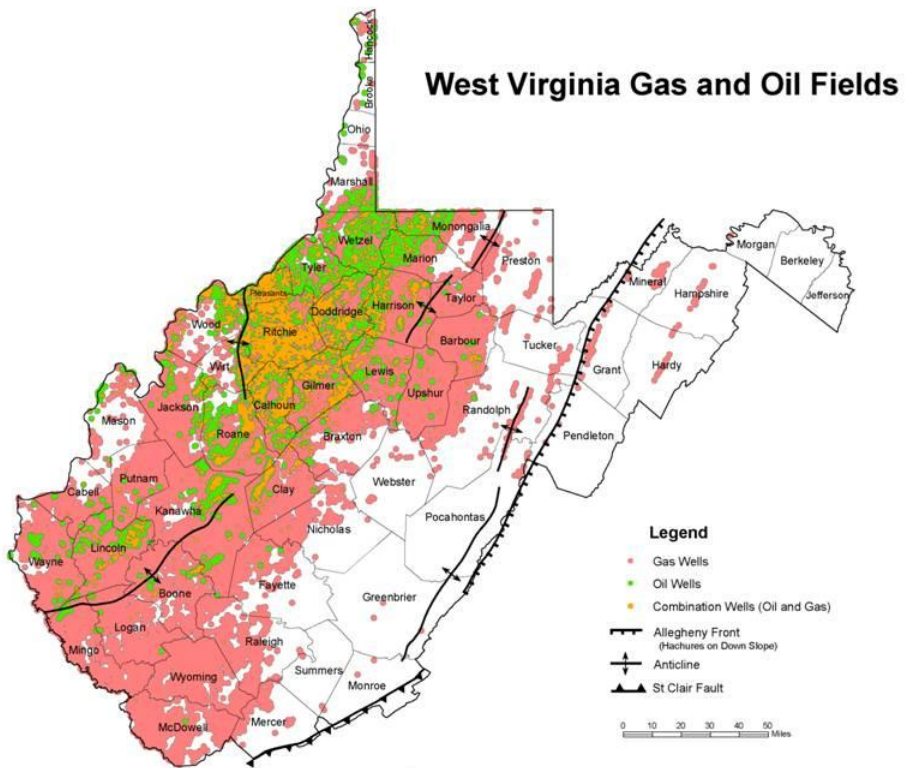 West Virginia Gas and Oil Fields
Hancock
Brooke
Ohio
Marshall
Wetzel
Monongalia
Marion
Preston
Tyler
Pleasants
Doddridge
Harrison
Taylor
Wood
Ritchie
Barbour
Wirt
Lewis
Tucker
Gilmer
Upshur
Jackson
Calhoun
Randolph
Mason
Roane
Braxton
Webster
Putnam
Cabell
Kanawha
Clay
Nicholas
Pocahontas
Lincoln
Wayne
Boone
Fayette
Greenbrier
Logan
Mingo
Raleigh
Wyoming
Summers
Monroe
McDowell
Mercer
Morgan
Berkeley
Jefferson
Mineral
Hampshire
Grant
Hardy
Pendleton
Legend
Gas Wells
Oil Wells
Combination Wells (Oil and Gas)
Allegheny Front
(Hachures on Down Slope)
Anticline
St Clair Fault
0 10 20 30 40 50
Miles